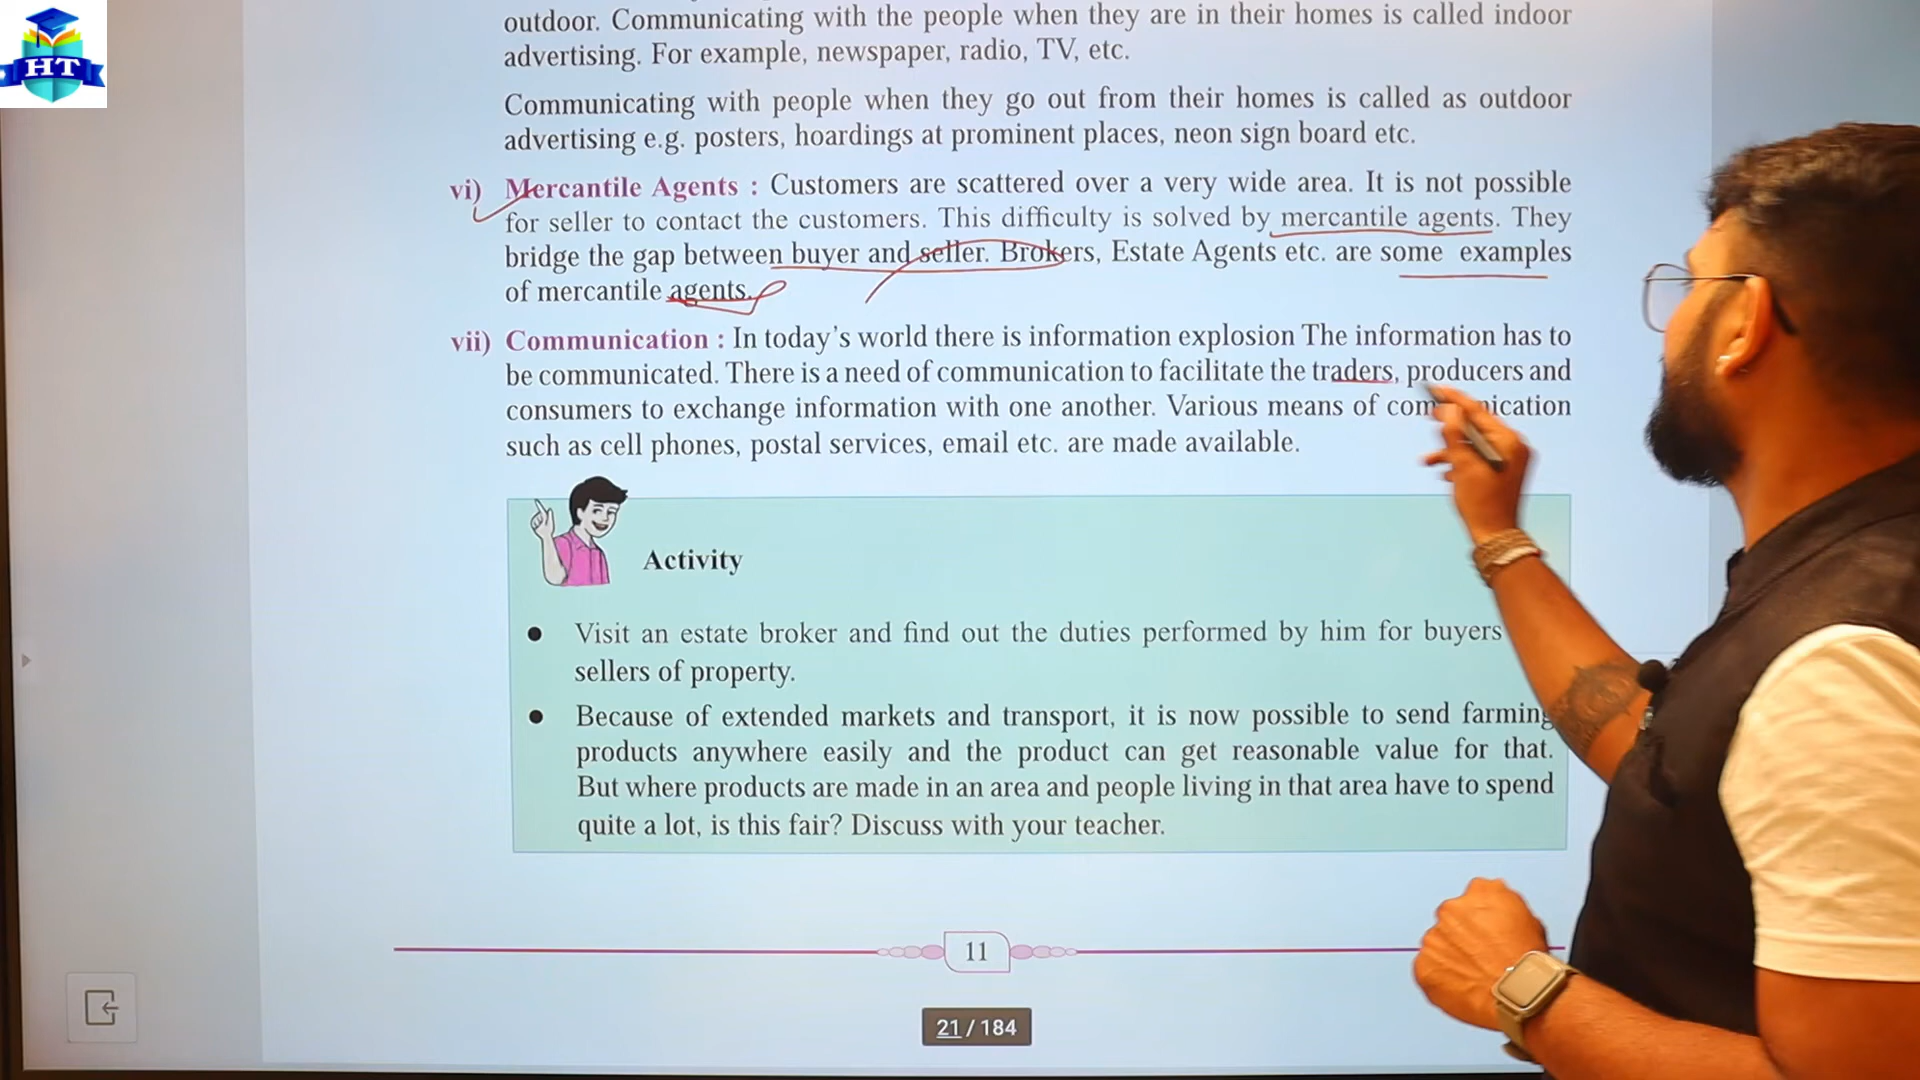 HT
outdoor. Communicating with the people when they are in their homes is called indoor
advertising. For example, newspaper, radio, TV, etc.
Communicating with people when they go out from their homes is called as outdoor
advertising e.g. posters, hoardings at prominent places, neon sign board etc.
vi) Mercantile Agents : Customers are scattered over a very wide area. It is not possible
for seller to contact the customers. This difficulty is solved by mercantile agents. They
bridge the gap between buyer and seller. Brokers, Estate Agents etc. are some examples
of mercantile agents.
vii) Communication : In today's world there is information explosion The information has to
be communicated. There is a need of communication to facilitate the traders, producers and
consumers to exchange information with one another. Various means of
such as cell phones, postal services, email etc. are made available.
Activity
● Visit an estate broker and find out the duties performed by him for buyers
sellers of property.
● Because of extended markets and transport, it is now possible to send farming
products anywhere easily and the product can get reasonable value for that.
But where products are made in an area and people living in that area have to spend
quite a lot, is this fair? Discuss with your teacher.
11
21 / 184